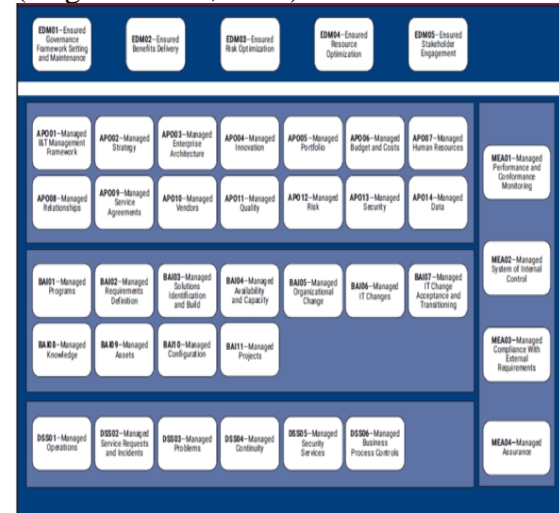 EDM01—Ensured
Governance
Framework Setting
and Maintenance
EDM02—Ensured
Benefits Delivery
EDM03—Ensured
Risk Optimization
EDM04—Ensured
Resource
Optimization
EDM05—Ensured
Stakeholder
Engagement
APO01—Managed
I&T Management
Framework
APO02—Managed
Strategy
APO03—Managed
Enterprise
Architecture
APO04—Managed
Innovation
APO05—Managed
Portfolio
APO06—Managed
Budget and Costs
APO07—Managed
Human Resources
APO08—Managed
Relationships
APO09—Managed
Service
Agreements
APO10—Managed
Vendors
APO11—Managed
Quality
APO12—Managed
Risk
APO13—Managed
Security
APO14—Managed
Data
MEA01—Managed
Performance and
Conformance
Monitoring
BAI01—Managed
Programs
BAI02—Managed
Requirements
Definition
BAI03—Managed
Solutions
Identification
and Build
BAI04—Managed
Availability
and Capacity
BAI05—Managed
Organizational
Change
BAI06—Managed
IT Changes
BAI07—Managed
IT Change
Acceptance and
Transitioning
BAI08—Managed
Knowledge
BAI09—Managed
Assets
BAI10—Managed
Configuration
BAI11—Managed
Projects
MEA02—Managed
System of Internal
Control
MEA03—Managed
Compliance With
External
Requirements
DSS01—Managed
Operations
DSS02—Managed
Service Requests
and Incidents
DSS03—Managed
Problems
DSS04—Managed
Continuity
DSS05—Managed
Security
Services
DSS06—Managed
Business
Process Controls
MEA04—Managed
Assurance